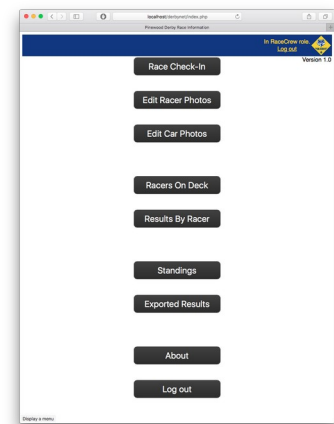 localhost/derbynet/index.php
Pinewood Derby Race Information
In RaceCrew role.
Log out
Version 1.0
Race Check-In
Edit Racer Photos
Edit Car Photos
Racers On Deck
Results By Racer
Standings
Exported Results
About
Log out
Display a menu